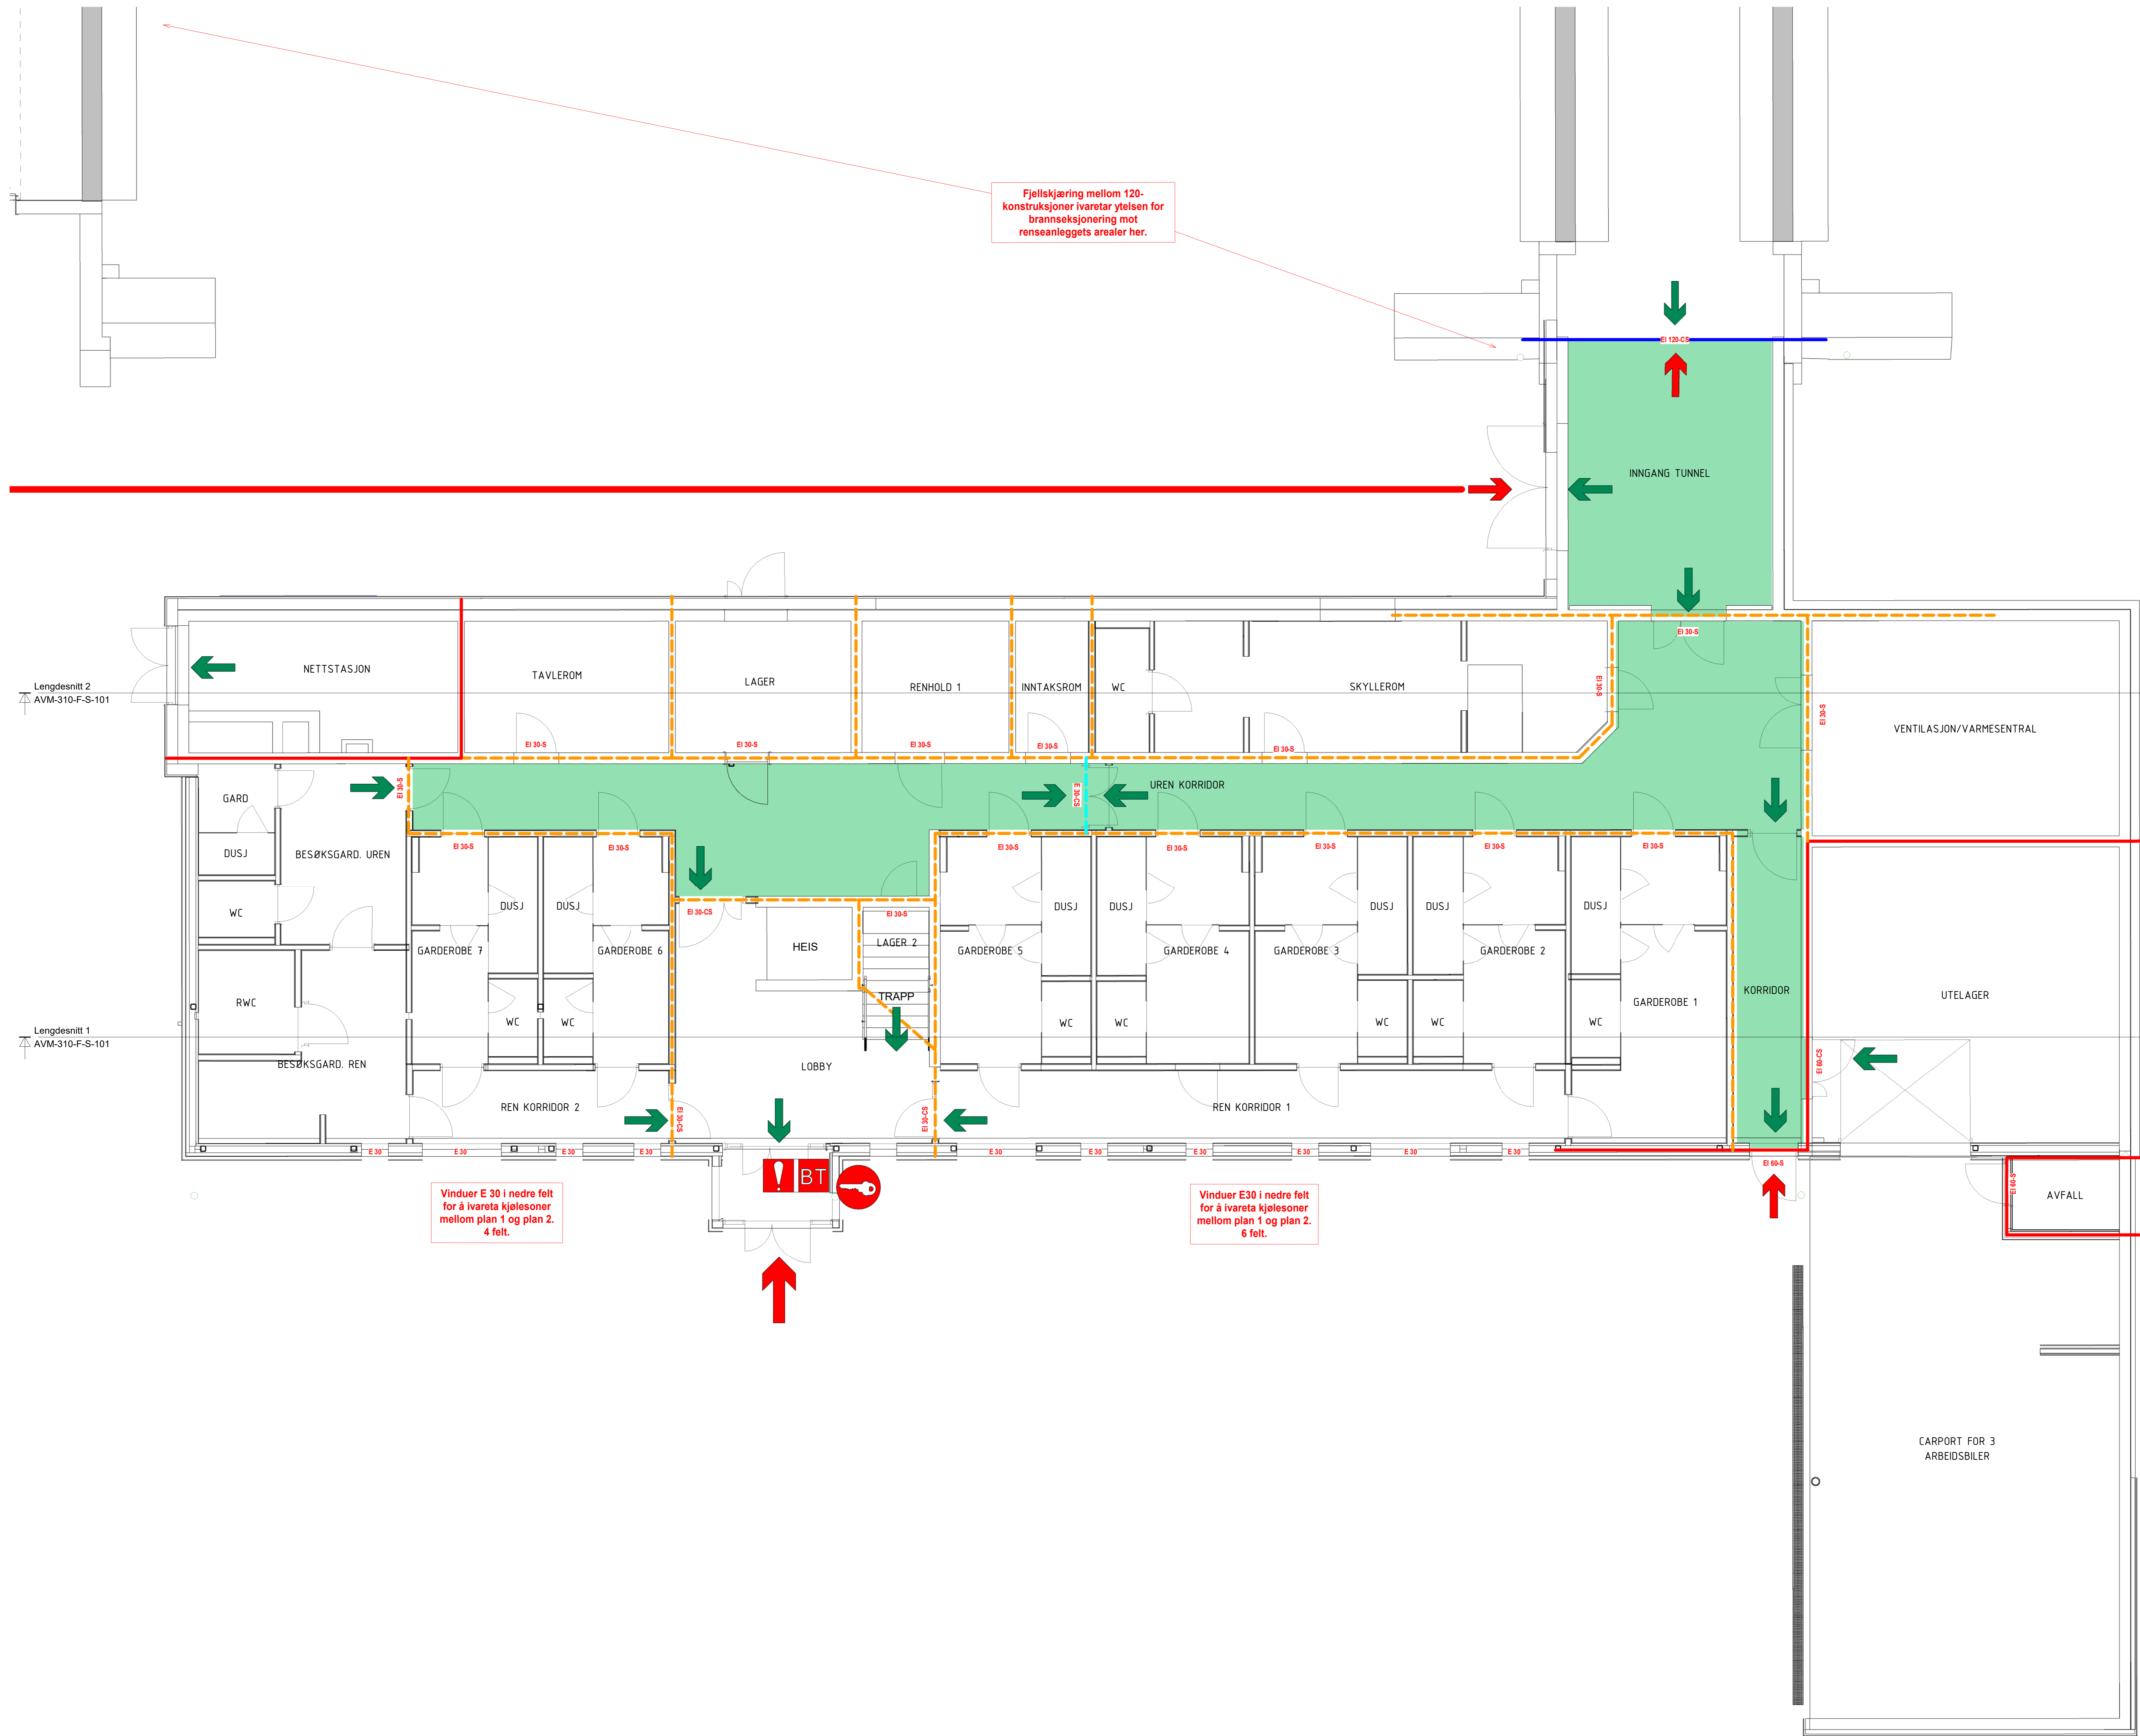 Fjellskjæring mellom 120-
konstruksjoner ivaretar ytelsen for
brannseksjonering mot
renseanleggets arealer her.
EI 120-CS
INNGANG TUNNEL
EI 30-S
NETTSTASJON
TAVLEROM
LAGER
RENHOLD 1
INNTAKSROM
WC
SKYLLEROM
EI 30-S
Lengdesnitt 2
AVM-310-F-S-101
EI 30-S
VENTILASJON/VARMESENTRAL
EI 30-S
EI 30-S
EI 30-S
EI 30-S
EI 30-S
EI 30-S
E 30-CS
UREN KORRIDOR
GARD
DUSJ
BESØKSGARD. UREN
WC
EI 30-S
EI 30-S
EI 30-S
EI 30-S
EI 30-S
EI 30-S
EI 30-S
DUSJ
DUSJ
EI 30-CS
EI 30-S
DUSJ
DUSJ
DUSJ
DUSJ
DUSJ
GARDEROBE 7
GARDEROBE 6
HEIS
LAGER 2
GARDEROBE 5
GARDEROBE 4
GARDEROBE 3
GARDEROBE 2
RWC
TRAPP
GARDEROBE 1
KORRIDOR
UTELAGER
WC
WC
WC
WC
WC
WC
WC
Lengdesnitt 1
AVM-310-F-S-101
BESØKSGARD. REN
LOBBY
EI 60-CS
REN KORRIDOR 2
EI 30-CS
EI 30-CS
REN KORRIDOR 1
E 30
E 30
E 30
E 30
E 30
E 30
E 30
E 30
E 30
E 30
EI 60-S
EI 60-S
AVFALL
! BT
Vinduer E 30 i nedre felt
for å ivareta kjølesoner
mellom plan 1 og plan 2.
4 felt.
Vinduer E30 i nedre felt
for å ivareta kjølesoner
mellom plan 1 og plan 2.
6 felt.
CARPORT FOR 3
ARBEIDSBILER